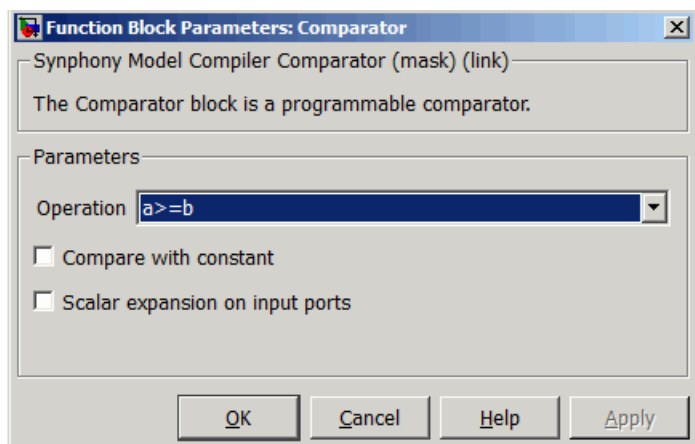 Function Block Parameters: Comparator
Synphony Model Compiler Comparator (mask) (link)
The Comparator block is a programmable comparator.
Parameters
Operation a>=b
Compare with constant
Scalar expansion on input ports
OK Cancel Help Apply